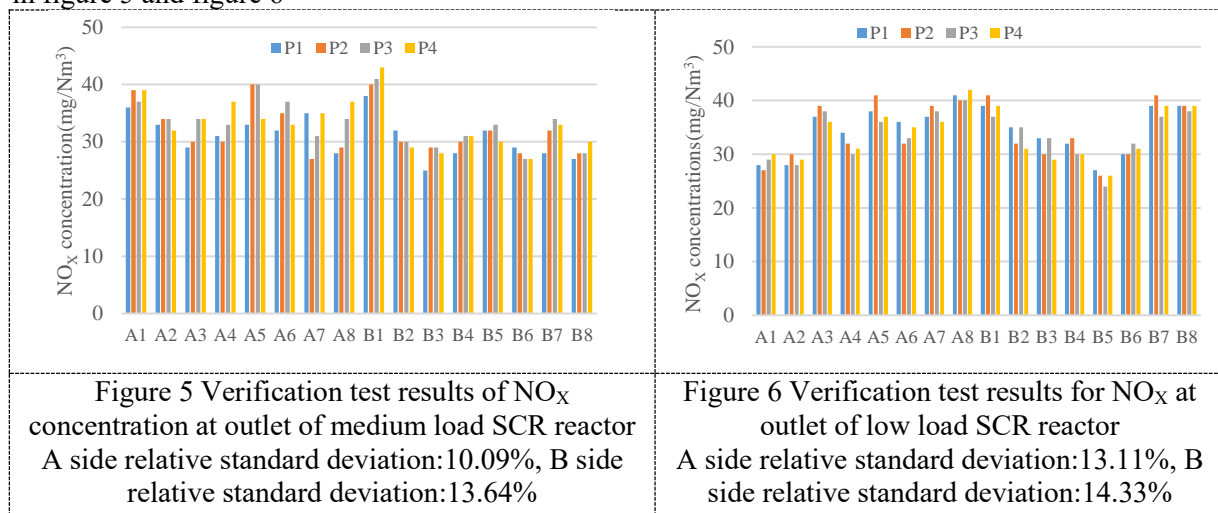 in figure 5 and figure 6
50
40
30
20
10
0
NOX concentration(mg/Nm3)
P1 P2 P3 P4
A1 A2 A3 A4 A5 A6 A7 A8 B1 B2 B3 B4 B5 B6 B7 B8
50
40
30
20
10
0
NOX concentrations(mg/Nm3)
P1 P2 P3 P4
A1 A2 A3 A4 A5 A6 A7 A8 B1 B2 B3 B4 B5 B6 B7 B8
Figure 5 Verification test results of NOX
concentration at outlet of medium load SCR reactor
A side relative standard deviation:10.09%, B side
relative standard deviation:13.64%
Figure 6 Verification test results for NOX at
outlet of low load SCR reactor
A side relative standard deviation:13.11%, B
side relative standard deviation:14.33%